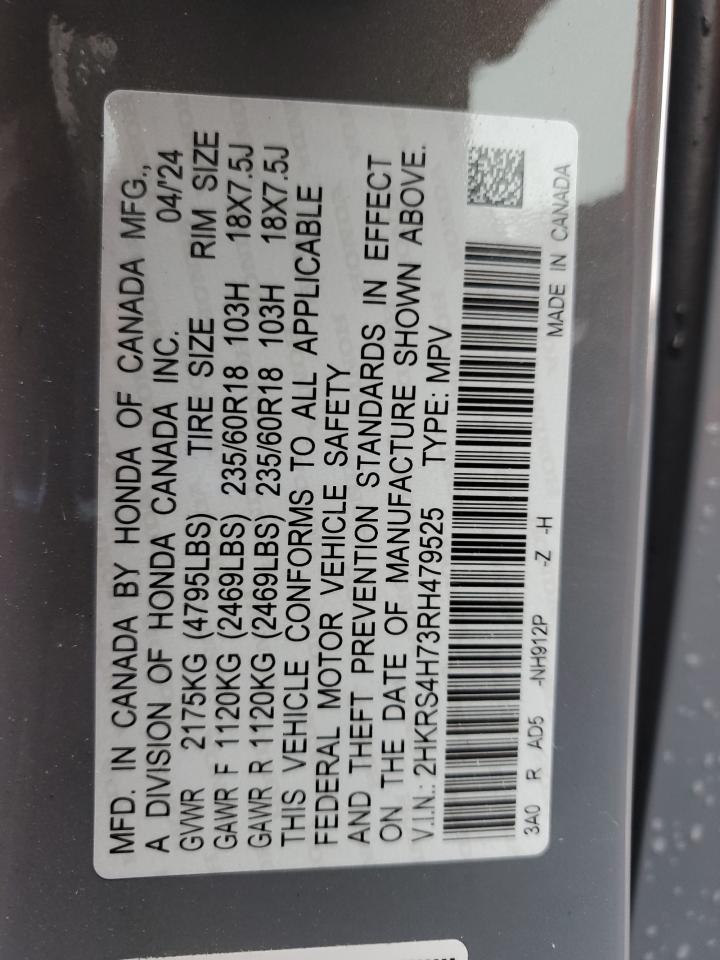 MFD. IN CANADA BY HONDA OF CANADA MFG.,
A DIVISION OF HONDA CANADA INC. 04/'24
GVWR 2175KG (4795LBS) TIRE SIZE RIM SIZE
GAWR F 1120KG (2469LBS) 235/60R18 103H 18X7.5J
GAWR R 1120KG (2469LBS) 235/60R18 103H 18X7.5J
THIS VEHICLE CONFORMS TO ALL APPLICABLE
FEDERAL MOTOR VEHICLE SAFETY
AND THEFT PREVENTION STANDARDS IN EFFECT
ON THE DATE OF MANUFACTURE SHOWN ABOVE.
V.I.N.: 2HKRS4H73RH479525 TYPE: MPV
3A0 R AD5 -NH912P -Z -H MADE IN CANADA